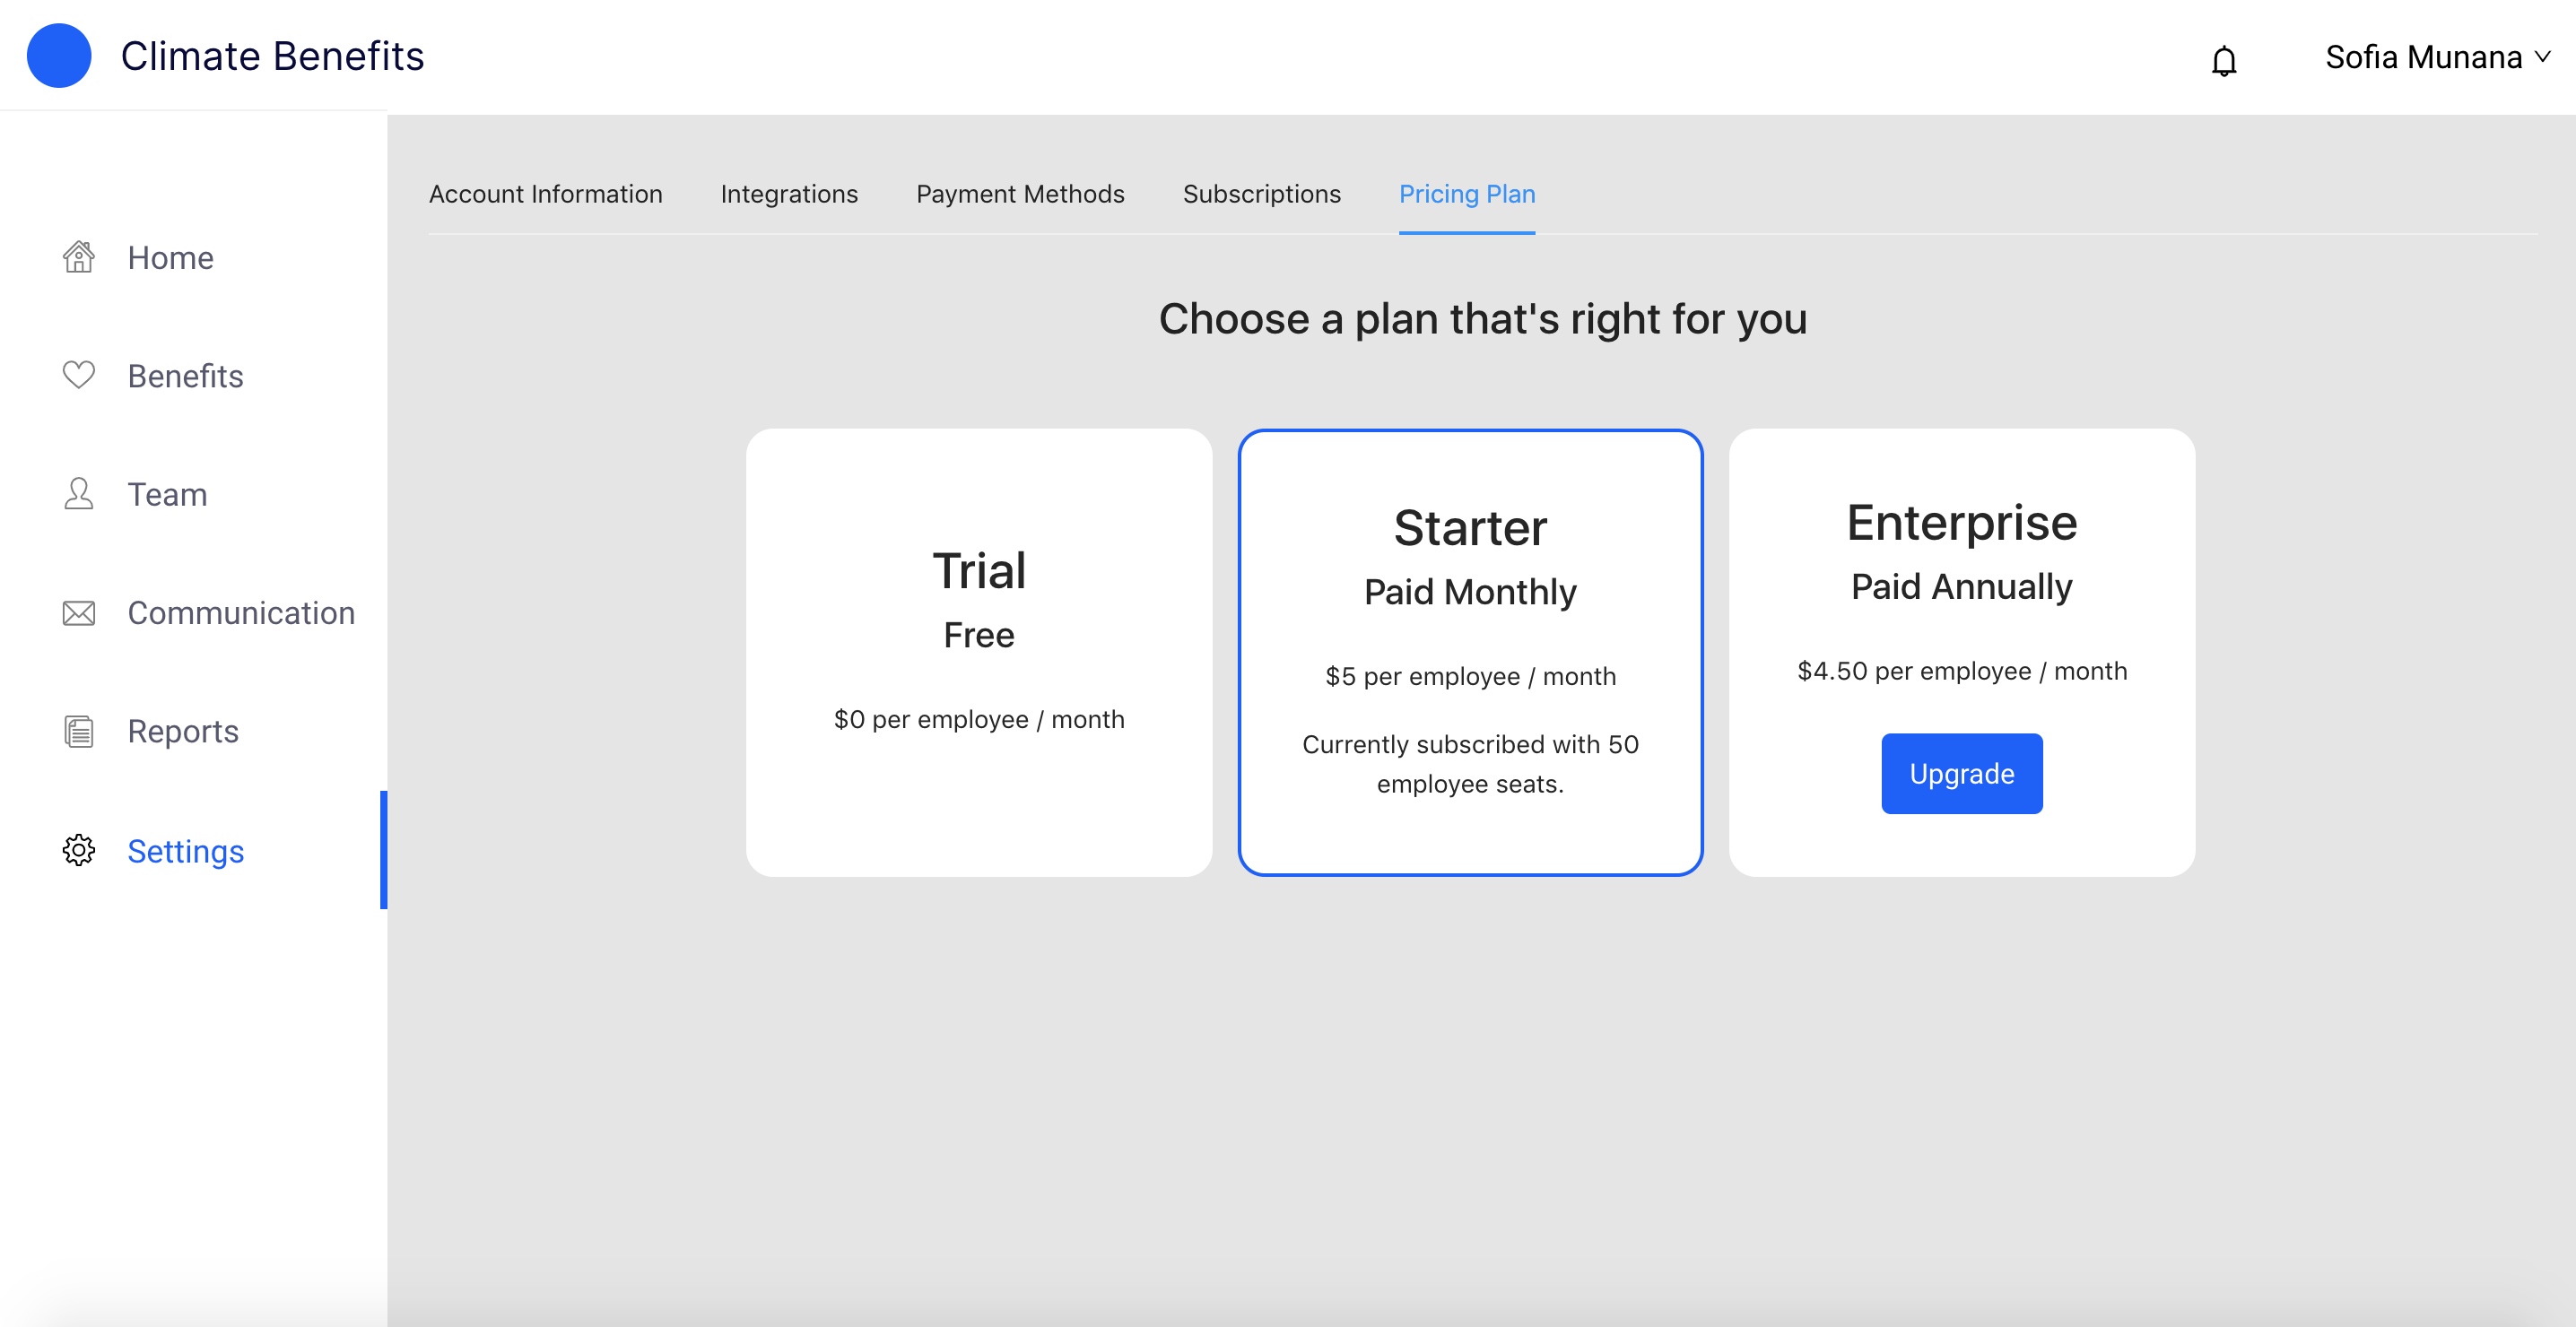 Climate Benefits
Sofia Munana
Home
Benefits
Team
Communication
Reports
Settings
Account Information
Integrations
Payment Methods
Subscriptions
Pricing Plan
Choose a plan that's right for you
Trial
Free
$0 per employee / month
Starter
Paid Monthly
$5 per employee / month
Currently subscribed with 50
employee seats.
Enterprise
Paid Annually
$4.50 per employee / month
Upgrade